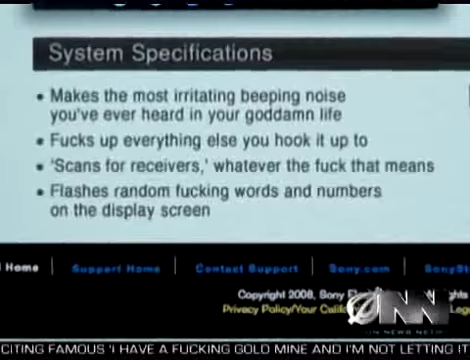 System Specifications
• Makes the most irritating beeping noise
you've ever heard in your goddamn life
• Fucks up everything else you hook it up to
• 'Scans for receivers,' whatever the fuck that means
• Flashes random fucking words and numbers
on the display screen
Home | Support Home | Contact Support | Sony.com |
Copyright 2008, Sony
Privacy Policy/Your
NN
NEWS
CITING FAMOUS 'I HAVE A FUCKING GOLD MINE AND I'M NOT LETTING IT